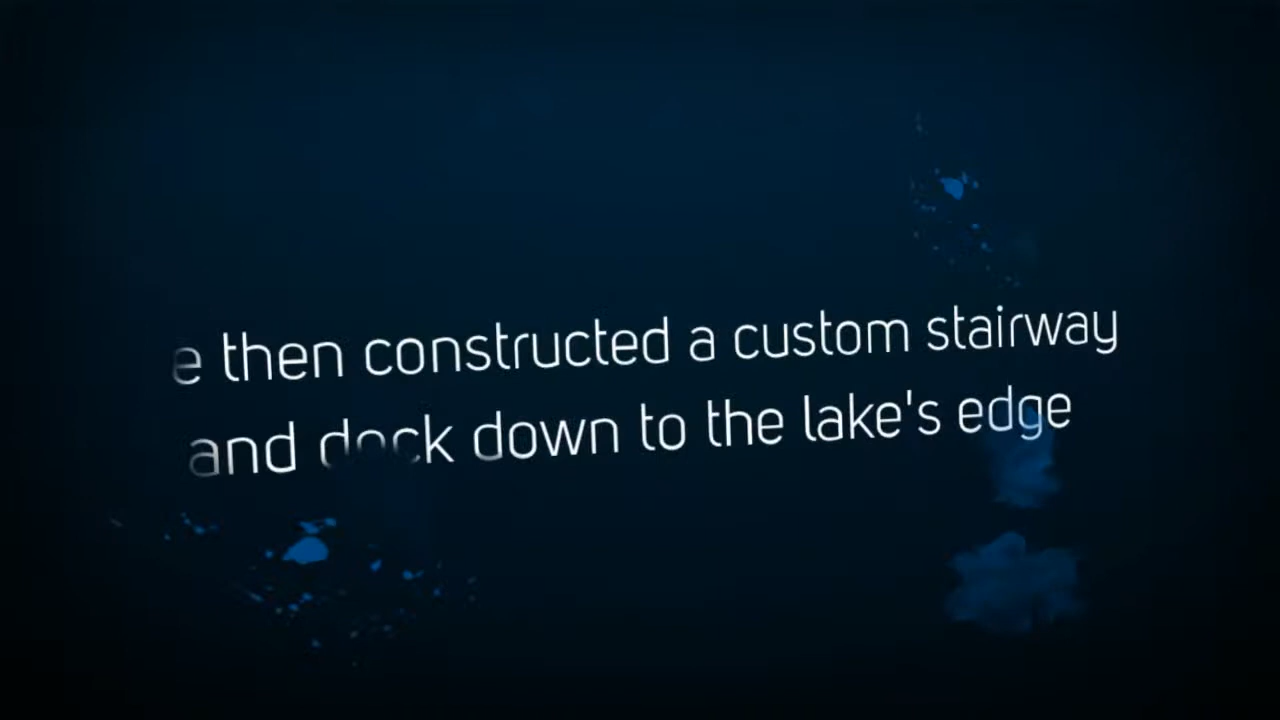 e then constructed a custom stairway
and dock down to the lake's edge